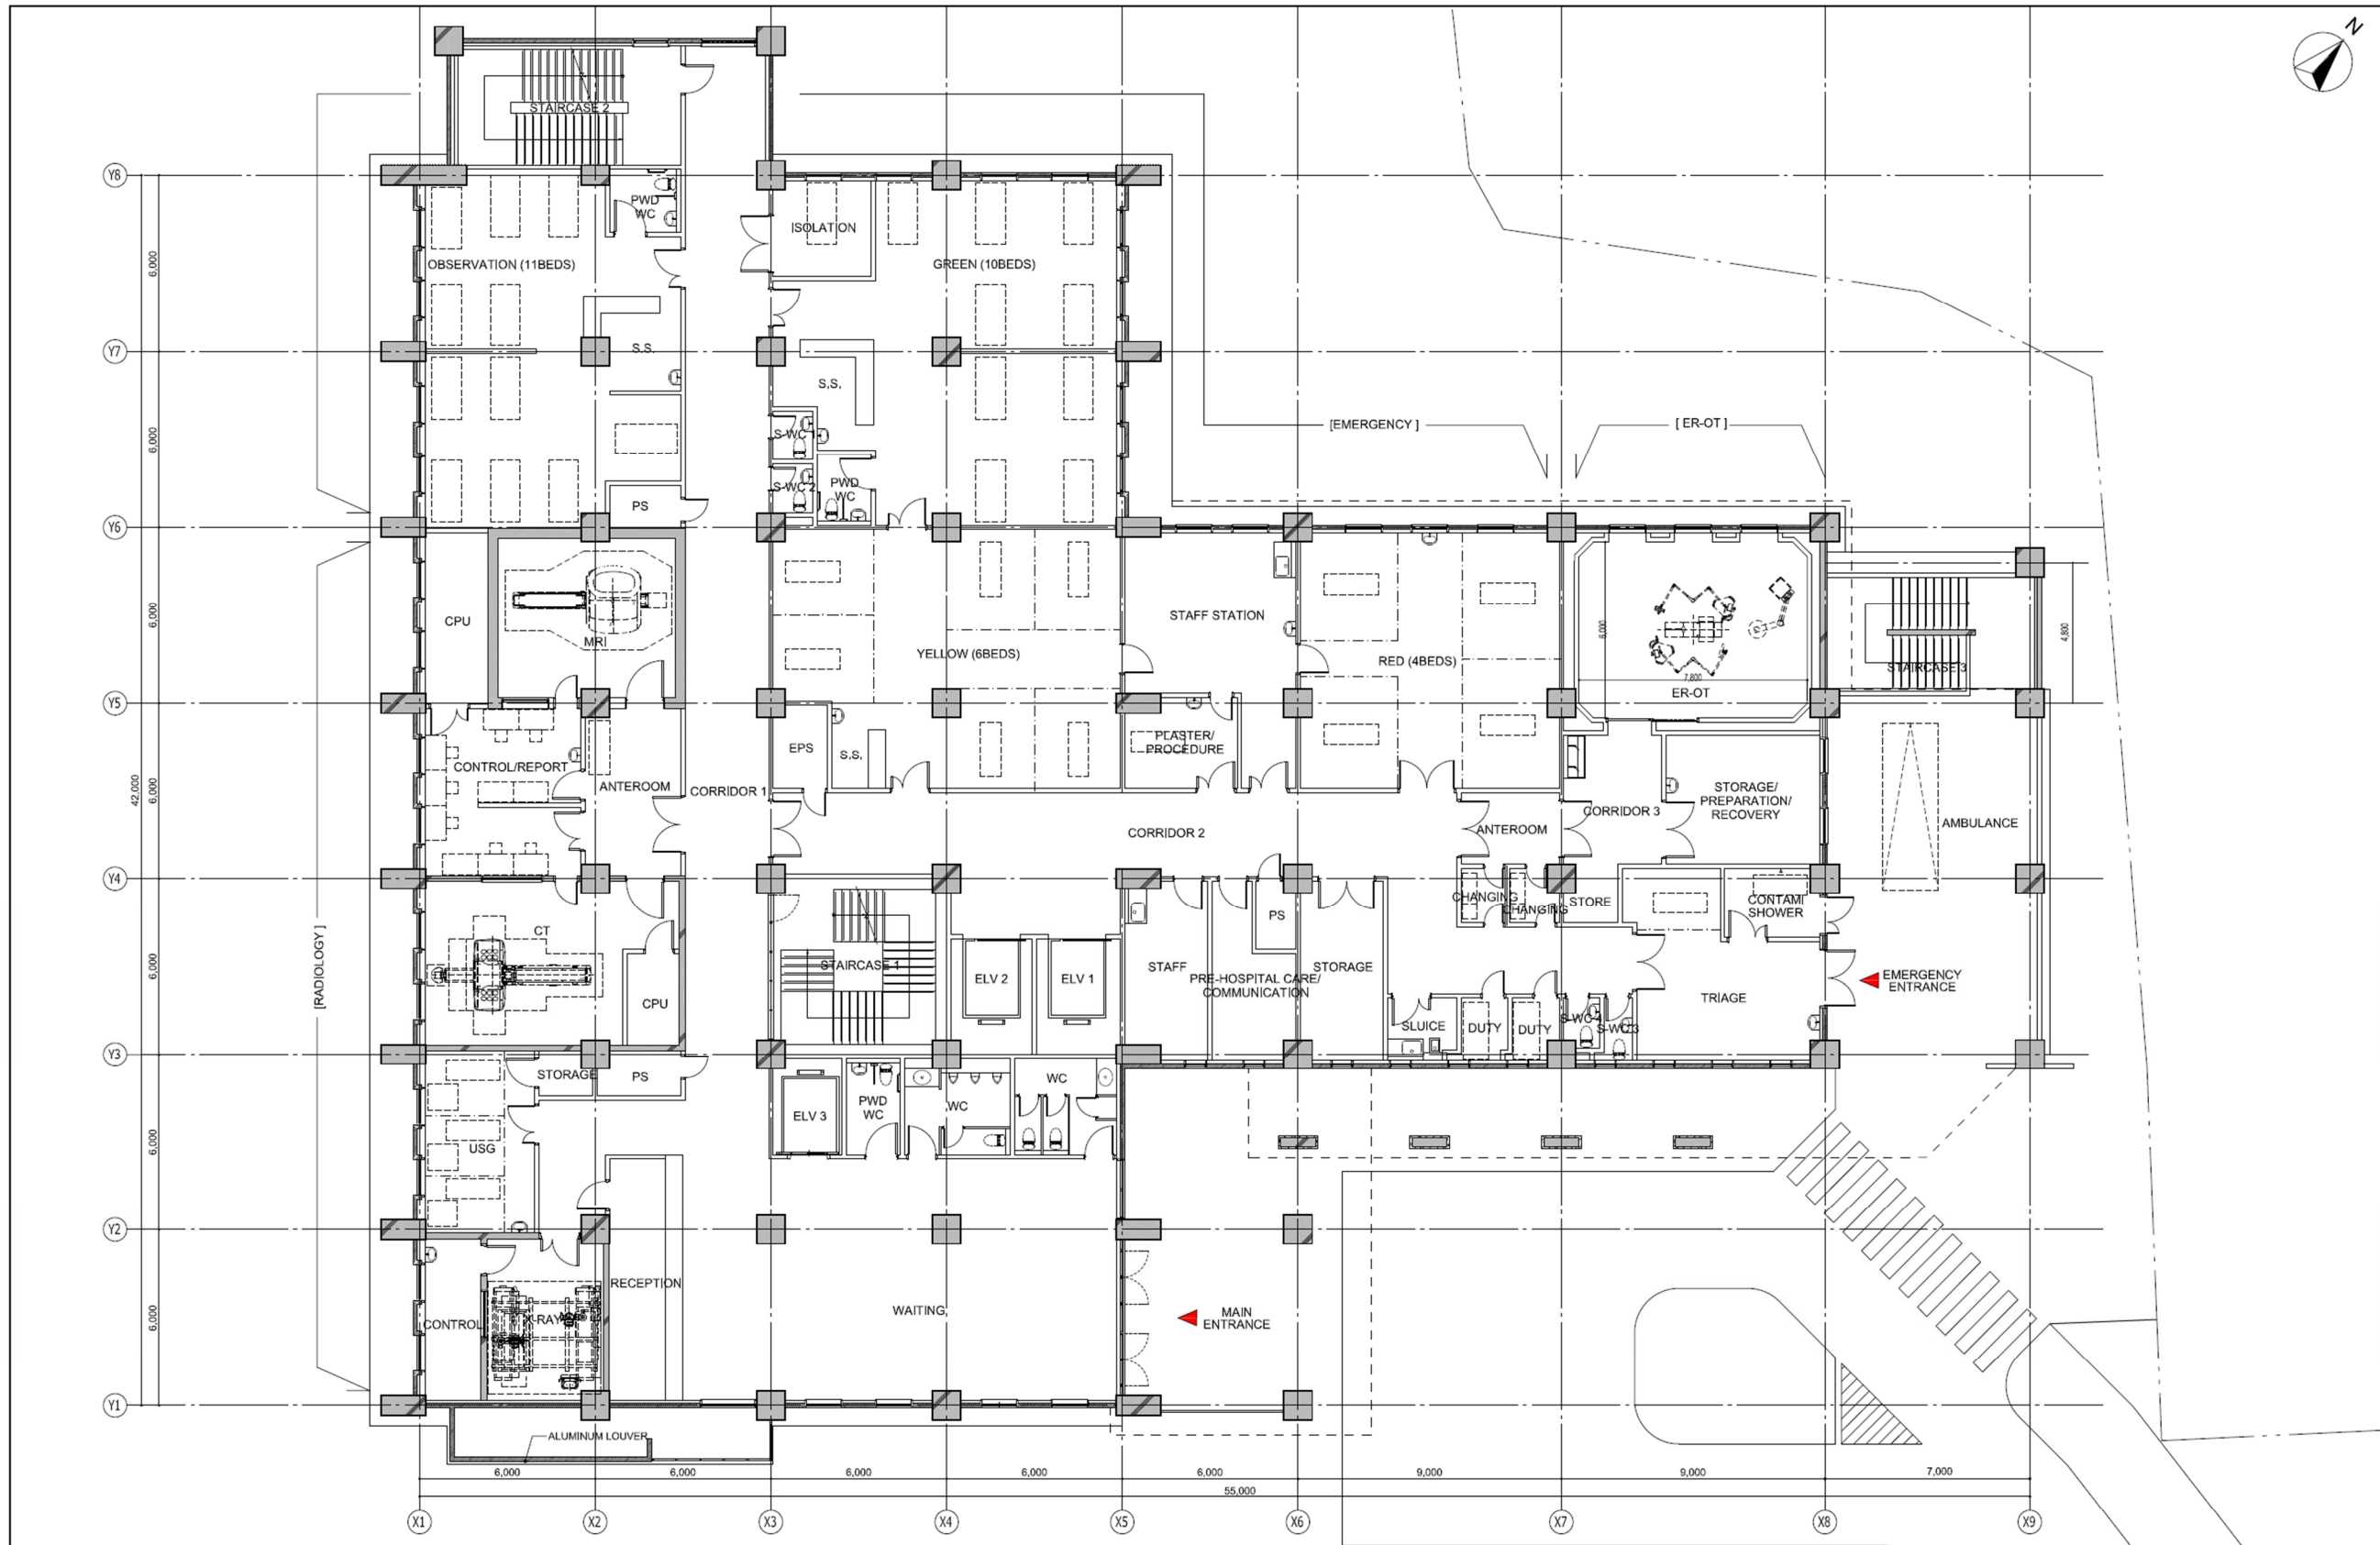 N
STAIRCASE 2
Y8
PWD
WC
ISOLATION
OBSERVATION (11BEDS)
GREEN (10BEDS)
6,000
Y7
S.S.
S.S.
[EMERGENCY ]
[ ER-OT ]
6,000
S-WC 1
S-WC 2
PWD
WC
PS
Y6
6,000
CPU
MRI
STAFF STATION
YELLOW (6BEDS)
RED (4BEDS)
6,000
7,800
ER-OT
STAIRCASE 3
4,800
Y5
EPS
S.S.
PLASTER/
PROCEDURE
CONTROL/REPORT
ANTEROOM
CORRIDOR 1
42,000
6,000
STORAGE/
PREPARATION/
RECOVERY
CORRIDOR 3
CORRIDOR 2
ANTEROOM
AMBULANCE
Y4
CHANGING
CHANGING
STORE
CONTAMI
SHOWER
PS
CT
[RADIOLOGY ]
6,000
STAIRCASE 1
ELV 2
ELV 1
STAFF
PRE-HOSPITAL CARE/
COMMUNICATION
STORAGE
CPU
EMERGENCY
ENTRANCE
TRIAGE
SLUICE
DUTY
DUTY
S-WC 4
S-WC 3
Y3
STORAGE
PS
WC
ELV 3
PWD
WC
WC
6,000
USG
Y2
RECEPTION
WAITING
MAIN
ENTRANCE
6,000
CONTROL
X-RAY
Y1
ALUMINUM LOUVER
6,000
6,000
6,000
6,000
6,000
9,000
9,000
7,000
55,000
X1
X2
X3
X4
X5
X6
X7
X8
X9